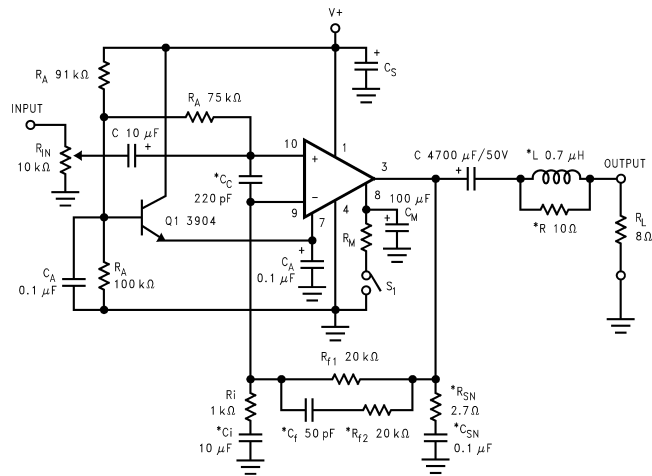 V+
+
C_S
R_A 91 kΩ
R_A 75 kΩ
INPUT
C 10 μF
+
R_IN
10 kΩ
*C_C
220 pF
10
+
−
9
1
3
7
4
8
C 4700 μF/50V
+
*L 0.7 μH
OUTPUT
*R 10Ω
R_L
8Ω
100 μF
+
C_M
R_M
S_1
Q1 3904
C_A
0.1 μF
R_A
100 kΩ
+
C_A
0.1 μF
R_f1 20 kΩ
Ri
1 kΩ
*Ci
10 μF
*C_f 50 pF
*R_f2 20 kΩ
*R_SN
2.7Ω
*C_SN
0.1 μF